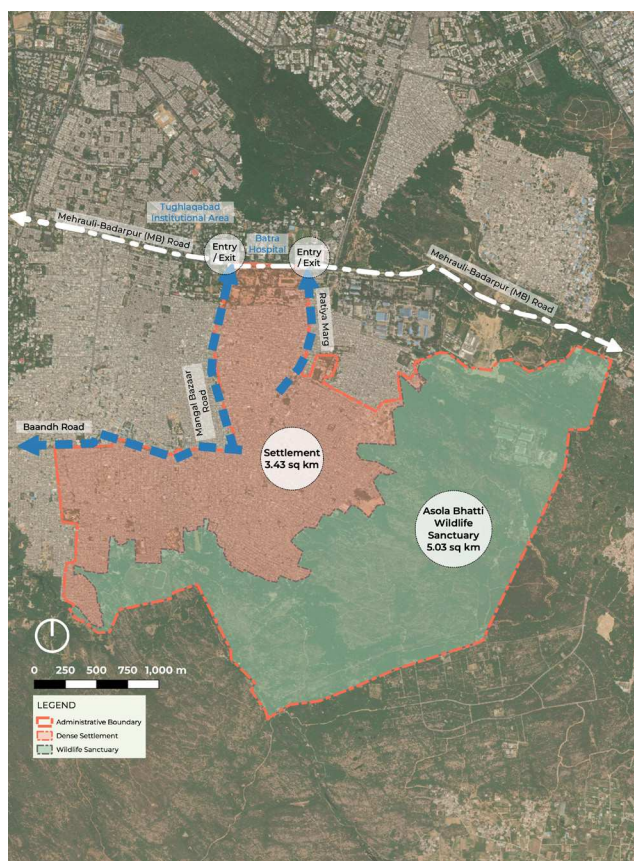 Tughlaqabad
Institutional Area
Mehrauli-Badarpur (MB) Road
Entry
/ Exit
Batra
Hospital
Entry
/ Exit
Mehrauli-Badarpur (MB) Road
Ratiya Marg
Mangal Bazaar
Road
Baandh Road
Settlement
3.43 sq km
Asola Bhatti
Wildlife
Sanctuary
5.03 sq km
0 250 500 750 1,000 m
LEGEND
Administrative Boundary
Dense Settlement
Wildlife Sanctuary